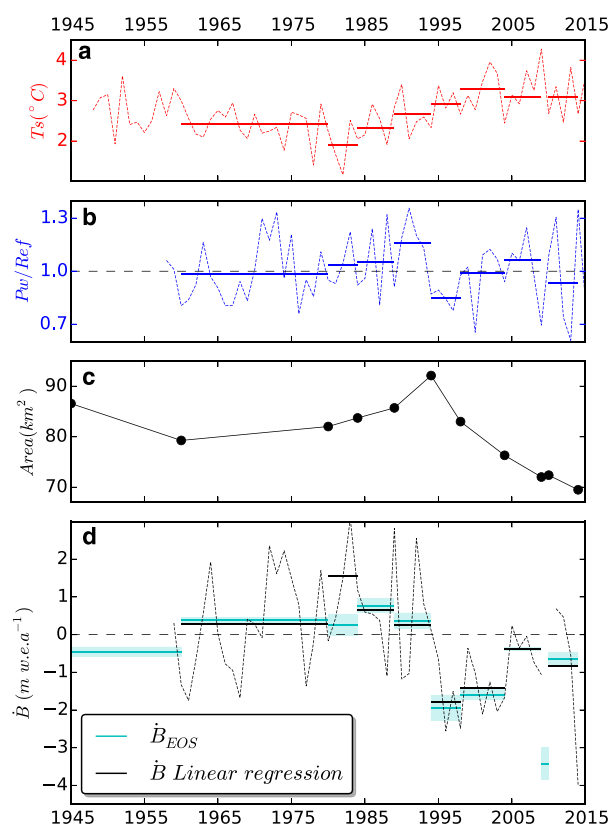 1945 1955 1965 1975 1985 1995 2005 2015
a
4
3
2
Ts(°C)
b
1.3
1.0
0.7
Pw/Ref
c
90
80
70
Area(km²)
d
2
1
0
−1
−2
−3
−4
Ḃ (m w.e.a⁻¹)
Ḃ_EOS
Ḃ Linear regression
1945 1955 1965 1975 1985 1995 2005 2015